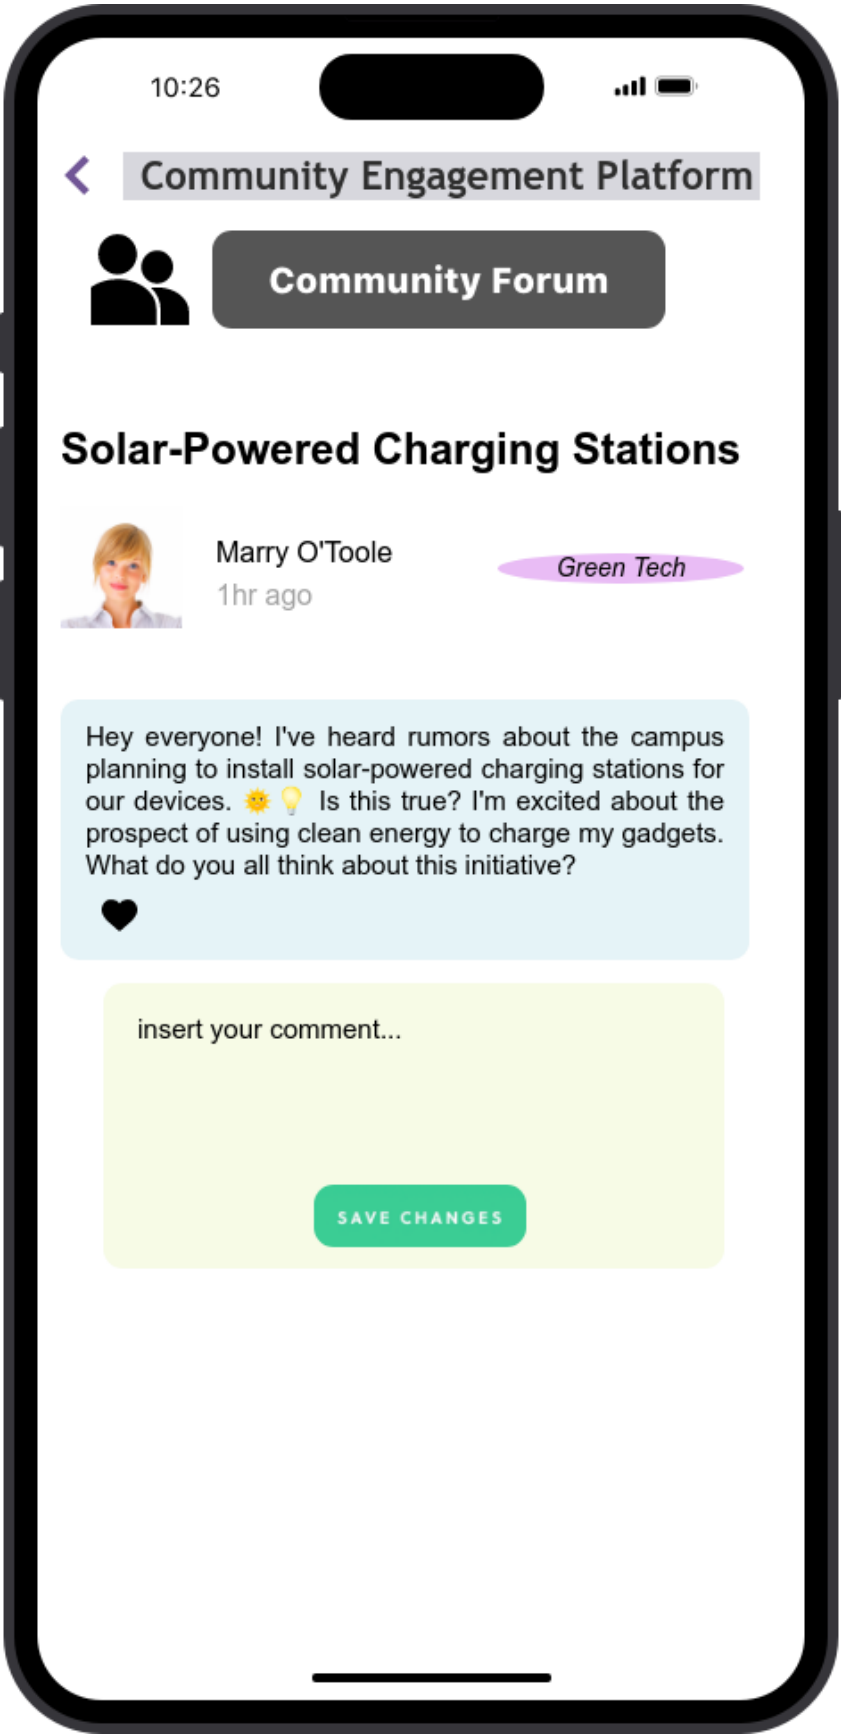 10:26
Community Engagement Platform
Community Forum
Solar-Powered Charging Stations
Marry O'Toole
1hr ago
Green Tech
Hey everyone! I've heard rumors about the campus
planning to install solar-powered charging stations for
our devices. 🌞💡 Is this true? I'm excited about the
prospect of using clean energy to charge my gadgets.
What do you all think about this initiative?
insert your comment...
SAVE CHANGES